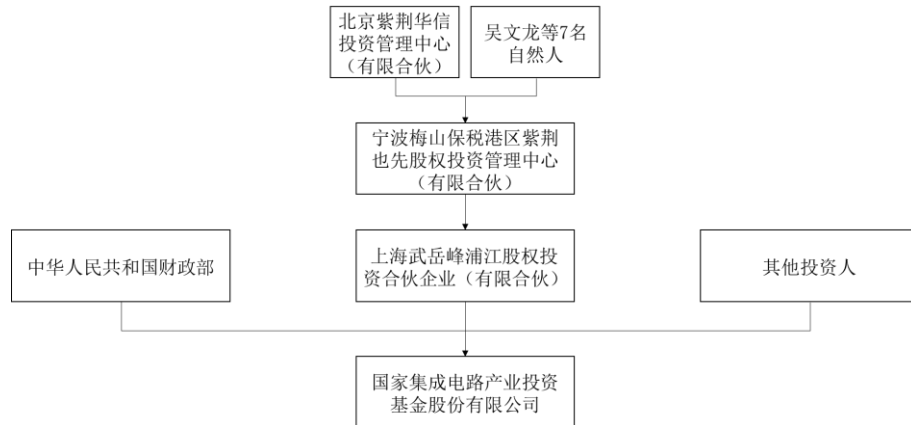 北京紫荆华信
投资管理中心
（有限合伙）
吴文龙等7名
自然人
宁波梅山保税港区紫荆
也先股权投资管理中心
（有限合伙）
中华人民共和国财政部
上海武岳峰浦江股权投
资合伙企业（有限合伙）
其他投资人
国家集成电路产业投资
基金股份有限公司